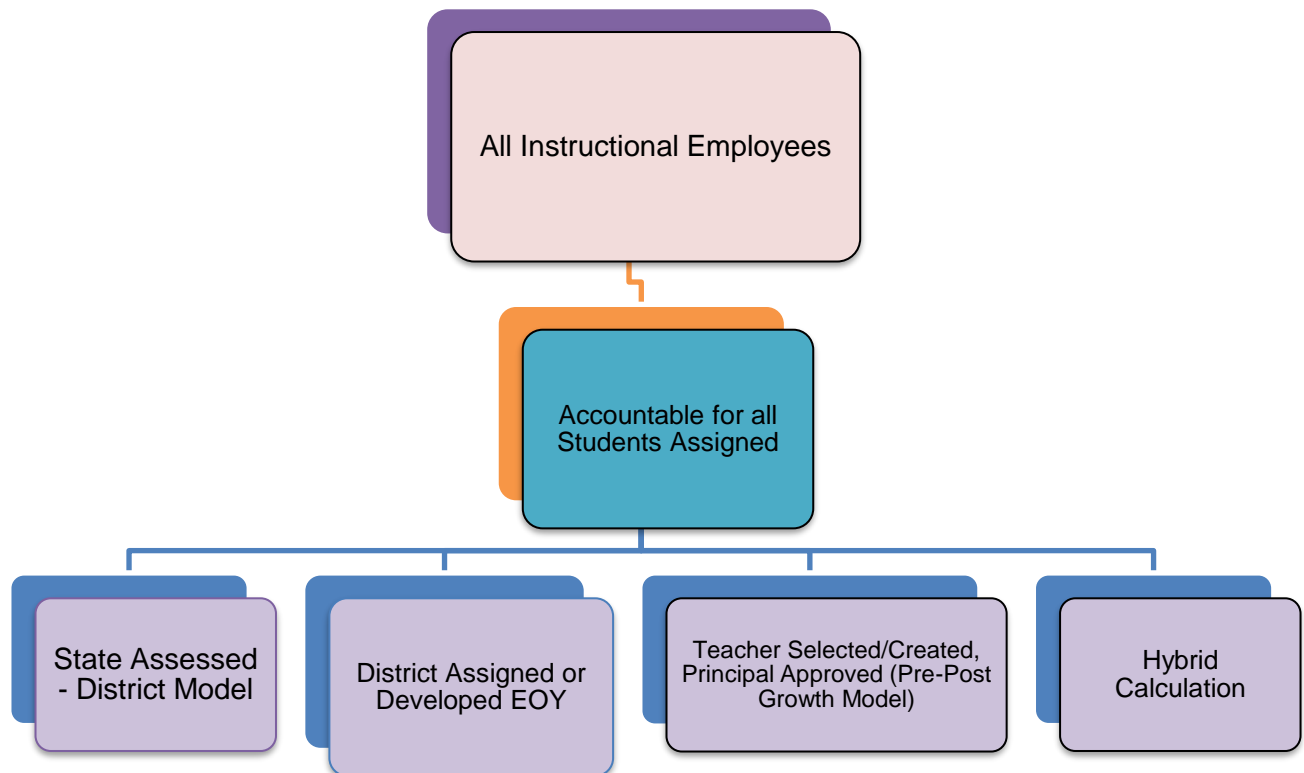 All Instructional Employees
Accountable for all
Students Assigned
State Assessed
- District Model
District Assigned or
Developed EOY
Teacher Selected/Created,
Principal Approved (Pre-Post
Growth Model)
Hybrid
Calculation